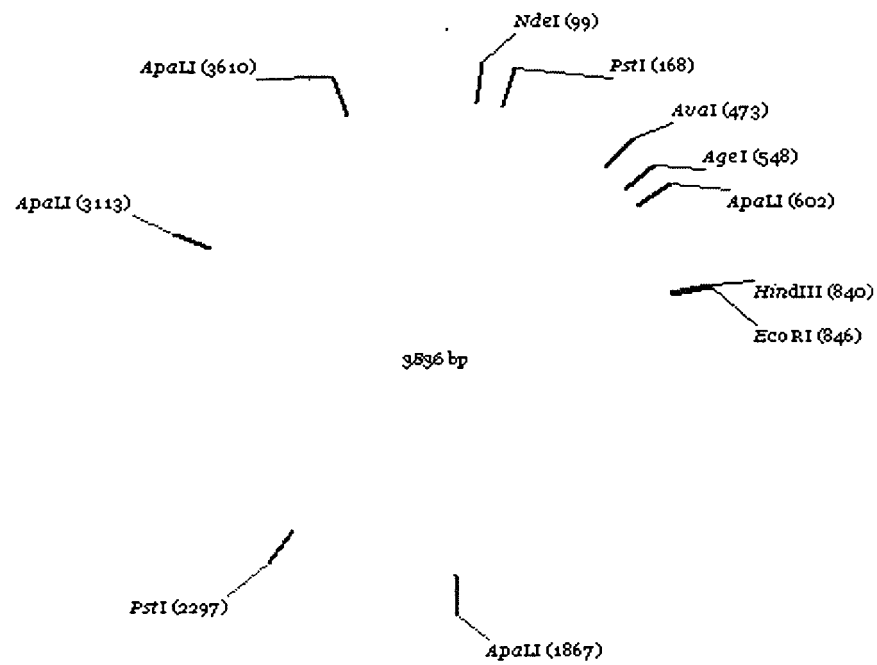 NdeI (99)
ApaLI (3610)
PstI (168)
AvaI (473)
AgeI (548)
ApaLI (602)
ApaLI (3113)
HindIII (840)
EcoRI (846)
3836 bp
PstI (2297)
ApaLI (1867)